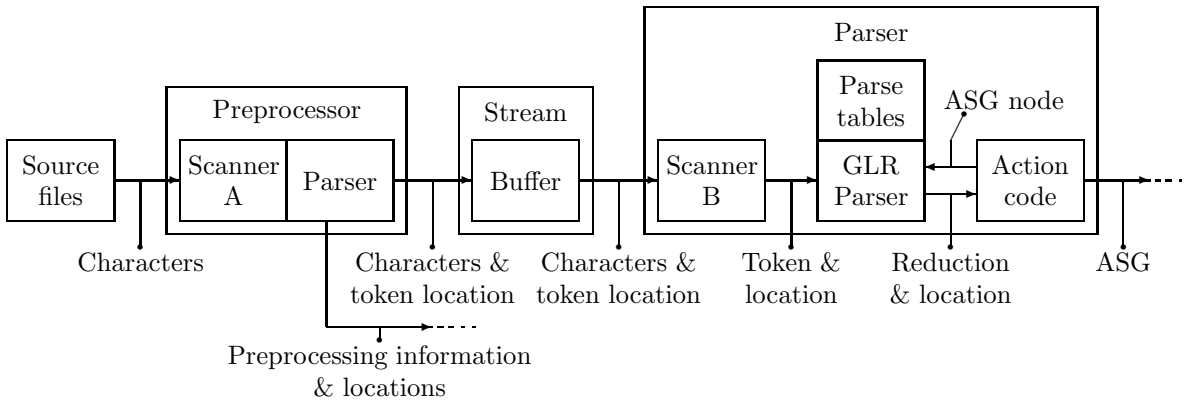 Parser
Preprocessor
Stream
Parse
tables
ASG node
Source
files
Scanner
A
Parser
Buffer
Scanner
B
GLR
Parser
Action
code
Characters
Characters &
token location
Characters &
token location
Token &
location
Reduction
& location
ASG
Preprocessing information
& locations